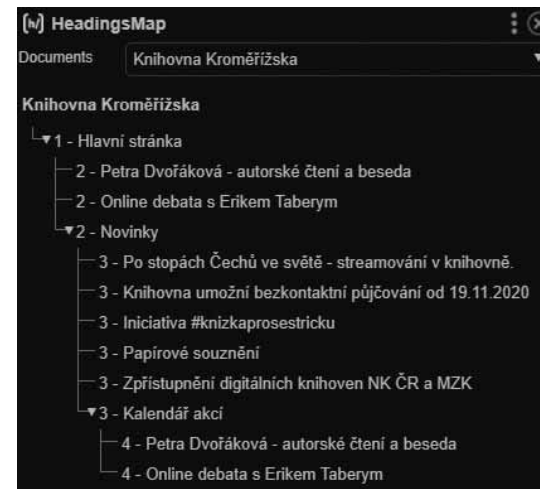 HeadingsMap
Documents Knihovna Kroměřížska
Knihovna Kroměřížska
1 - Hlavní stránka
2 - Petra Dvořáková - autorské čtení a beseda
2 - Online debata s Erikem Taberym
2 - Novinky
3 - Po stopách Čechů ve světě - streamování v knihovně.
3 - Knihovna umožní bezkontaktní půjčování od 19.11.2020
3 - Iniciativa #knizkaprosestricku
3 - Papírové souznění
3 - Zpřístupnění digitálních knihoven NK ČR a MZK
3 - Kalendář akcí
4 - Petra Dvořáková - autorské čtení a beseda
4 - Online debata s Erikem Taberym